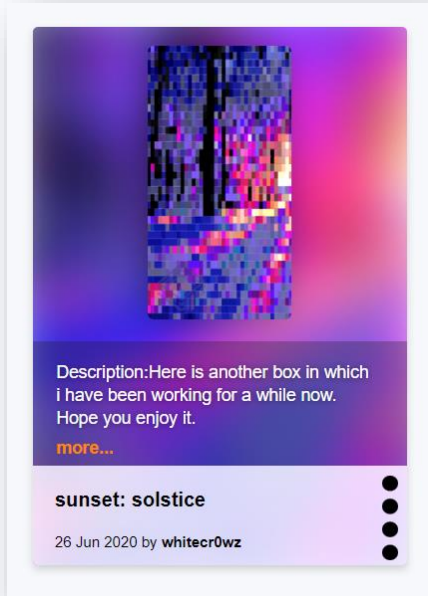 Description:Here is another box in which
i have been working for a while now.
Hope you enjoy it.
more...
sunset: solstice
26 Jun 2020 by whitecr0wz